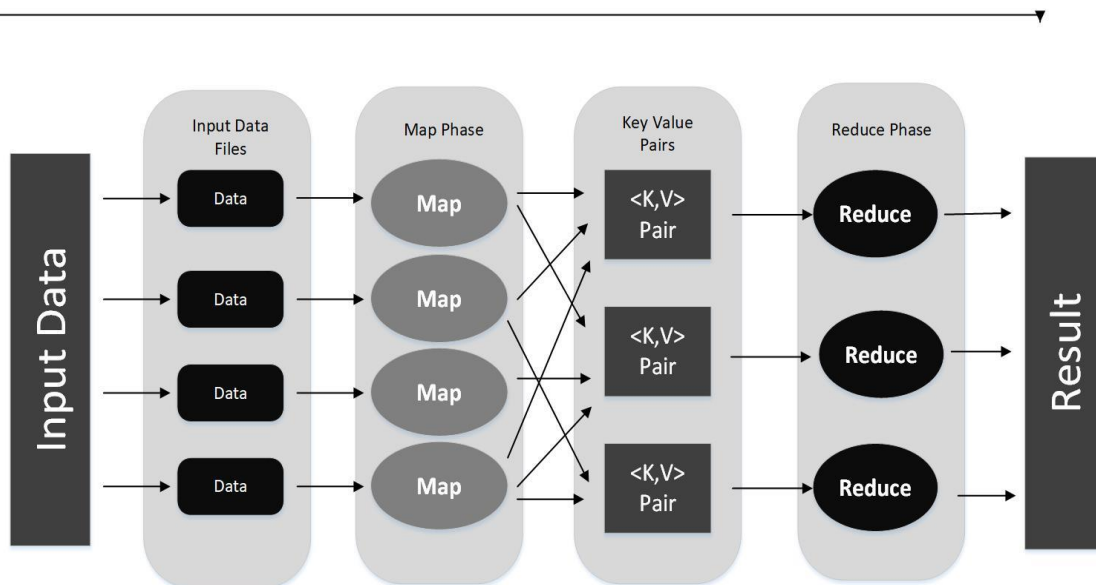 Input Data
Input Data
Files
Data
Data
Data
Data
Map Phase
Map
Map
Map
Map
Key Value
Pairs
<K,V>
Pair
<K,V>
Pair
<K,V>
Pair
Reduce Phase
Reduce
Reduce
Reduce
Result